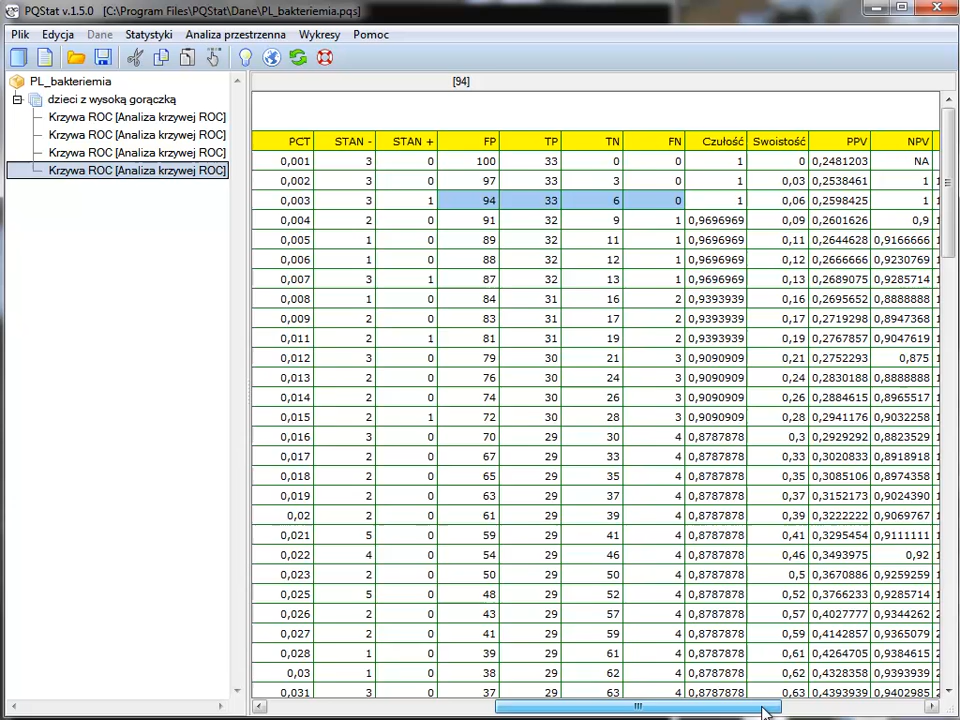 PQStat v.1.5.0 [C:\Program Files\PQStat\Dane\PL_bakteriemia.pqs]
Plik Edycja Dane Statystyki Analiza przestrzenna Wykresy Pomoc
PL_bakteriemia
dzieci z wysoką gorączką
Krzywa ROC [Analiza krzywej ROC]
Krzywa ROC [Analiza krzywej ROC]
Krzywa ROC [Analiza krzywej ROC]
Krzywa ROC [Analiza krzywej ROC]
[94]
PCT STAN - STAN + FP TP TN FN Czułość Swoistość PPV NPV
0,001 3 0 100 33 0 0 1 0 0,2481203 NA
0,002 3 0 97 33 3 0 1 0,03 0,2538461 1
0,003 3 1 94 33 6 0 1 0,06 0,2598425 1
0,004 2 0 91 32 9 1 0,9696969 0,09 0,2601626 0,9
0,005 1 0 89 32 11 1 0,9696969 0,11 0,2644628 0,9166666
0,006 1 0 88 32 12 1 0,9696969 0,12 0,2666666 0,9230769
0,007 3 1 87 32 13 1 0,9696969 0,13 0,2689075 0,9285714
0,008 1 0 84 31 16 2 0,9393939 0,16 0,2695652 0,8888888
0,009 2 0 83 31 17 2 0,9393939 0,17 0,2719298 0,8947368
0,011 2 1 81 31 19 2 0,9393939 0,19 0,2767857 0,9047619
0,012 3 0 79 30 21 3 0,9090909 0,21 0,2752293 0,875
0,013 2 0 76 30 24 3 0,9090909 0,24 0,2830188 0,8888888
0,014 2 0 74 30 26 3 0,9090909 0,26 0,2884615 0,8965517
0,015 2 1 72 30 28 3 0,9090909 0,28 0,2941176 0,9032258
0,016 3 0 70 29 30 4 0,8787878 0,3 0,2929292 0,8823529
0,017 2 0 67 29 33 4 0,8787878 0,33 0,3020833 0,8918918
0,018 2 0 65 29 35 4 0,8787878 0,35 0,3085106 0,8974358
0,019 2 0 63 29 37 4 0,8787878 0,37 0,3152173 0,9024390
0,02 2 0 61 29 39 4 0,8787878 0,39 0,3222222 0,9069767
0,021 5 0 59 29 41 4 0,8787878 0,41 0,3295454 0,9111111
0,022 4 0 54 29 46 4 0,8787878 0,46 0,3493975 0,92
0,023 2 0 50 29 50 4 0,8787878 0,5 0,3670886 0,9259259
0,025 5 0 48 29 52 4 0,8787878 0,52 0,3766233 0,9285714
0,026 2 0 43 29 57 4 0,8787878 0,57 0,4027777 0,9344262
0,027 2 0 41 29 59 4 0,8787878 0,59 0,4142857 0,9365079
0,028 1 0 39 29 61 4 0,8787878 0,61 0,4264705 0,9384615
0,03 1 0 38 29 62 4 0,8787878 0,62 0,4328358 0,9393939
0,031 3 0 37 29 63 4 0,8787878 0,63 0,4393939 0,9402985